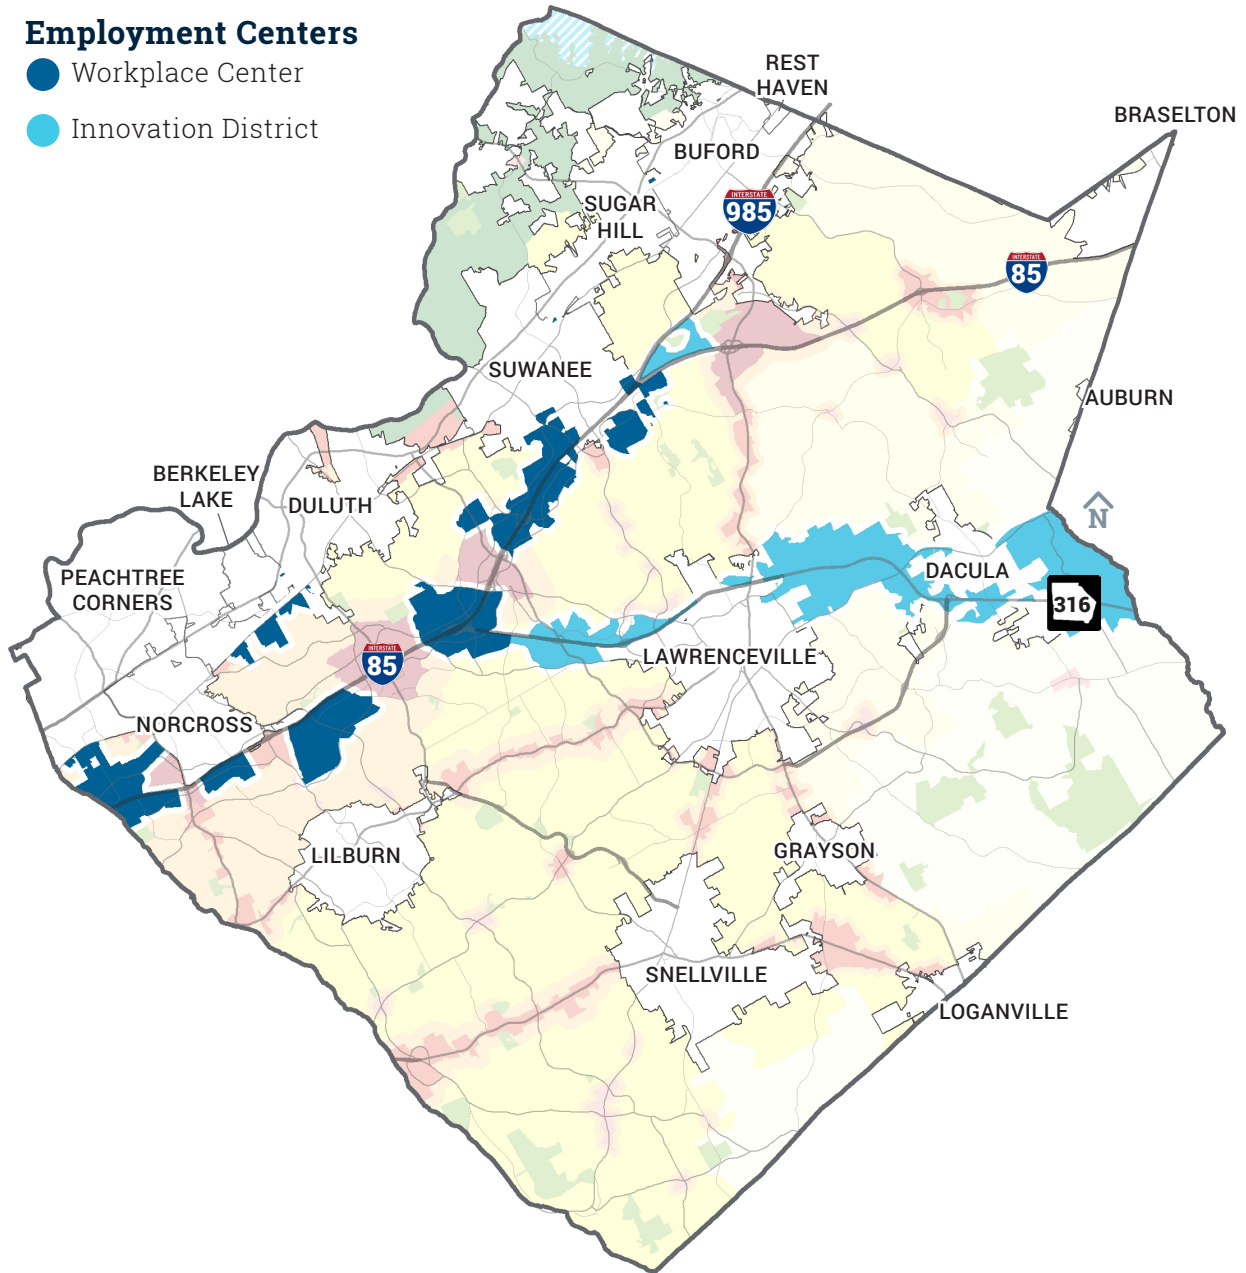 Employment Centers
Workplace Center
Innovation District
REST
HAVEN
BRASELTON
BUFORD
INTERSTATE
985
SUGAR
HILL
INTERSTATE
85
SUWANEE
AUBURN
BERKELEY
LAKE
DULUTH
N
PEACHTREE
CORNERS
DACULA
316
LAWRENCEVILLE
INTERSTATE
85
NORCROSS
LILBURN
GRAYSON
SNELLVILLE
LOGANVILLE